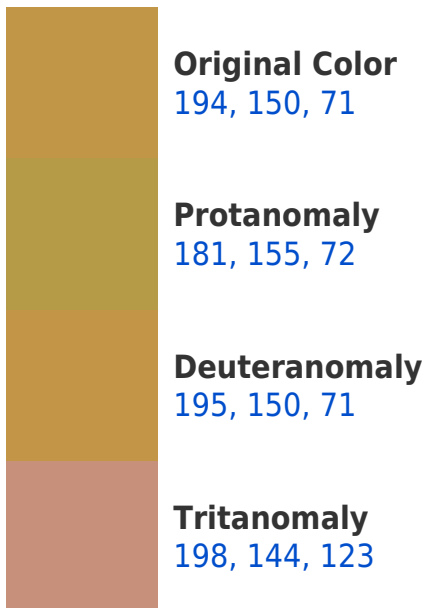 Original Color
194, 150, 71
Protanomaly
181, 155, 72
Deuteranomaly
195, 150, 71
Tritanomaly
198, 144, 123